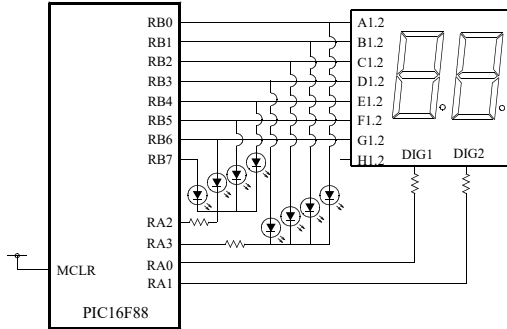 RB0 A1.2
RB1 B1.2
RB2 C1.2
RB3 D1.2
RB4 E1.2
RB5 F1.2
RB6 G1.2
RB7 H1.2
DIG1 DIG2
RA2
RA3
RA0
MCLR
RA1
PIC16F88